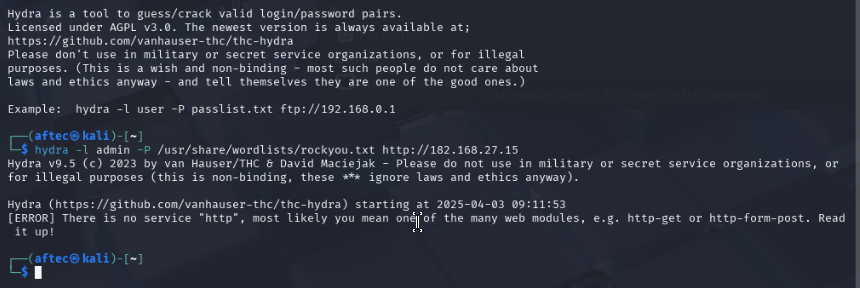 Hydra is a tool to guess/crack valid login/password pairs.
Licensed under AGPL v3.0. The newest version is always available at;
https://github.com/vanhauser-thc/thc-hydra
Please don't use in military or secret service organizations, or for illegal
purposes. (This is a wish and non-binding - most such people do not care about
laws and ethics anyway - and tell themselves they are one of the good ones.)
Example:  hydra -l user -P passlist.txt ftp://192.168.0.1
┌──(aftec㉿kali)-[~]
└─$ hydra -l admin -P /usr/share/wordlists/rockyou.txt http://182.168.27.15
Hydra v9.5 (c) 2023 by van Hauser/THC & David Maciejak - Please do not use in military or secret service organizations, or
for illegal purposes (this is non-binding, these *** ignore laws and ethics anyway).
Hydra (https://github.com/vanhauser-thc/thc-hydra) starting at 2025-04-03 09:11:53
[ERROR] There is no service "http", most likely you mean one of the many web modules, e.g. http-get or http-form-post. Read
it up!
┌──(aftec㉿kali)-[~]
└─$